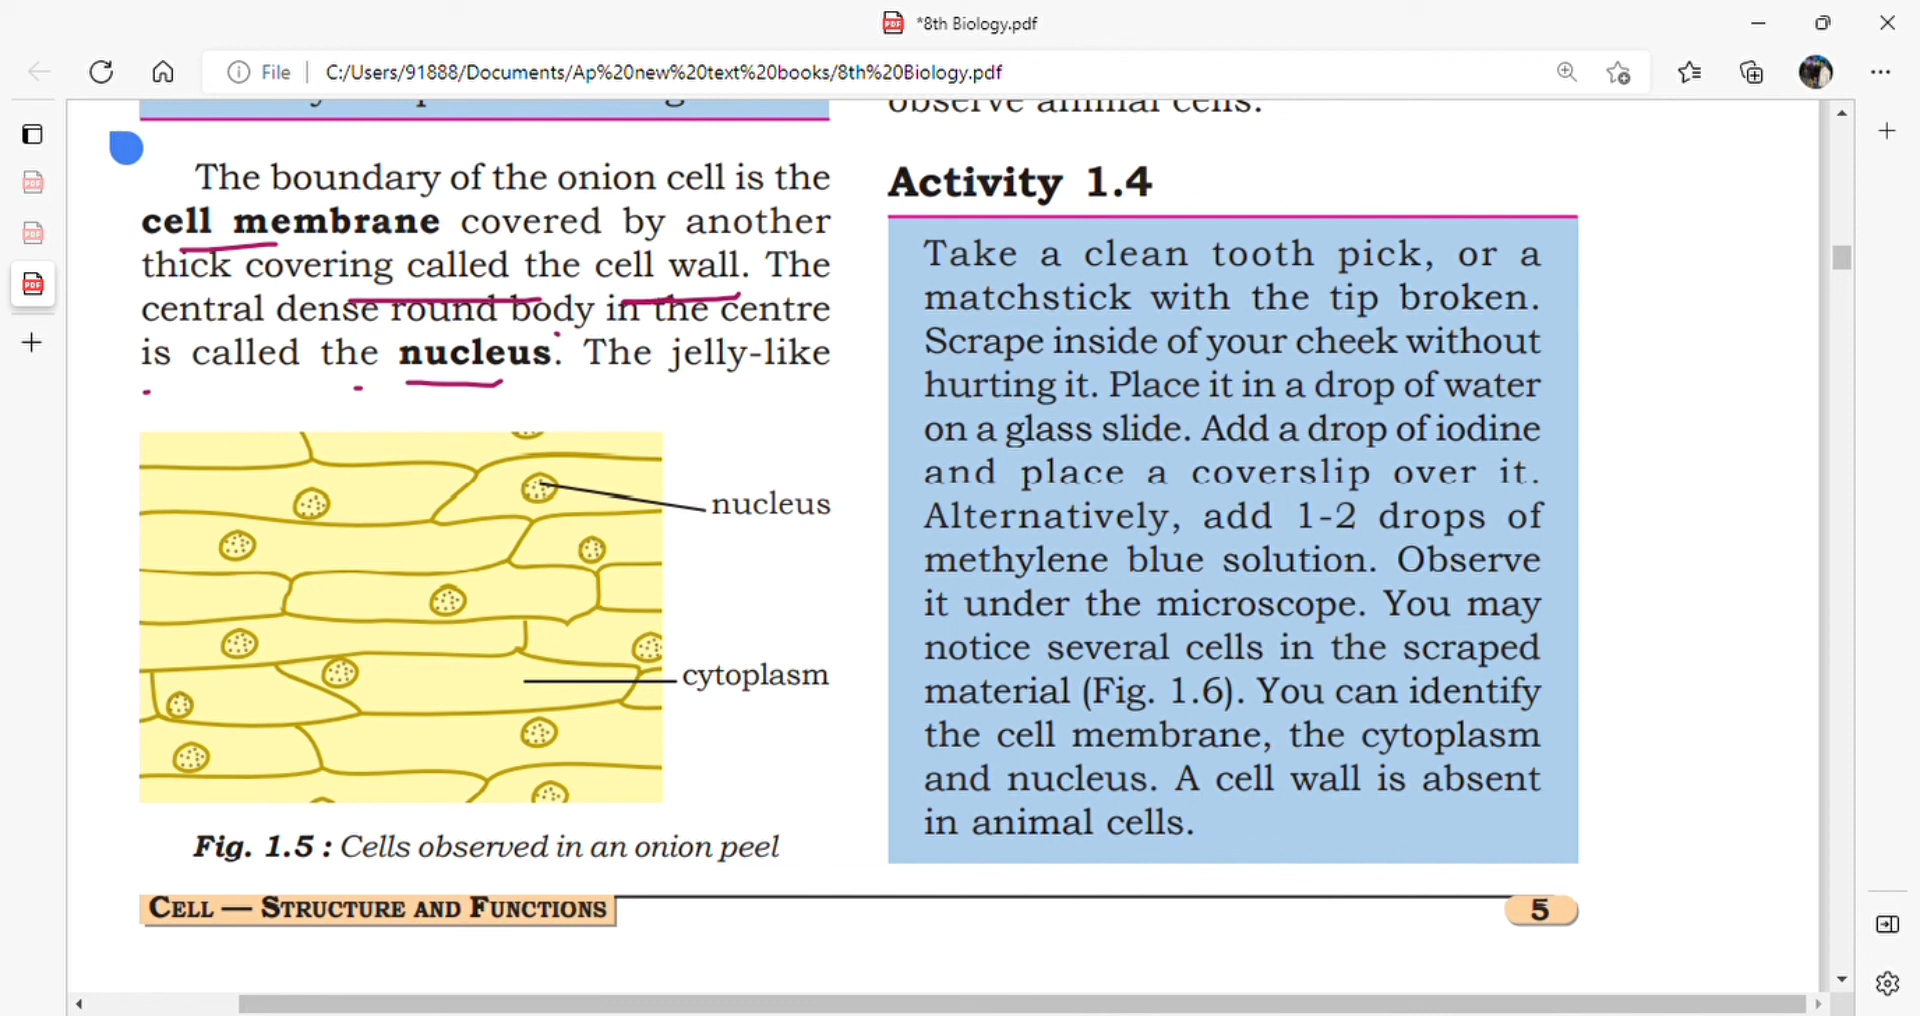 *8th Biology.pdf
File
C:/Users/91888/Documents/Ap%20new%20text%20books/8th%20Biology.pdf
The boundary of the onion cell is the
cell membrane covered by another
thick covering called the cell wall. The
central dense round body in the centre
is called the nucleus. The jelly-like
nucleus
cytoplasm
Fig. 1.5 : Cells observed in an onion peel
observe animal cells.
Activity 1.4
Take a clean tooth pick, or a
matchstick with the tip broken.
Scrape inside of your cheek without
hurting it. Place it in a drop of water
on a glass slide. Add a drop of iodine
and place a coverslip over it.
Alternatively, add 1-2 drops of
methylene blue solution. Observe
it under the microscope. You may
notice several cells in the scraped
material (Fig. 1.6). You can identify
the cell membrane, the cytoplasm
and nucleus. A cell wall is absent
in animal cells.
CELL — STRUCTURE AND FUNCTIONS
5